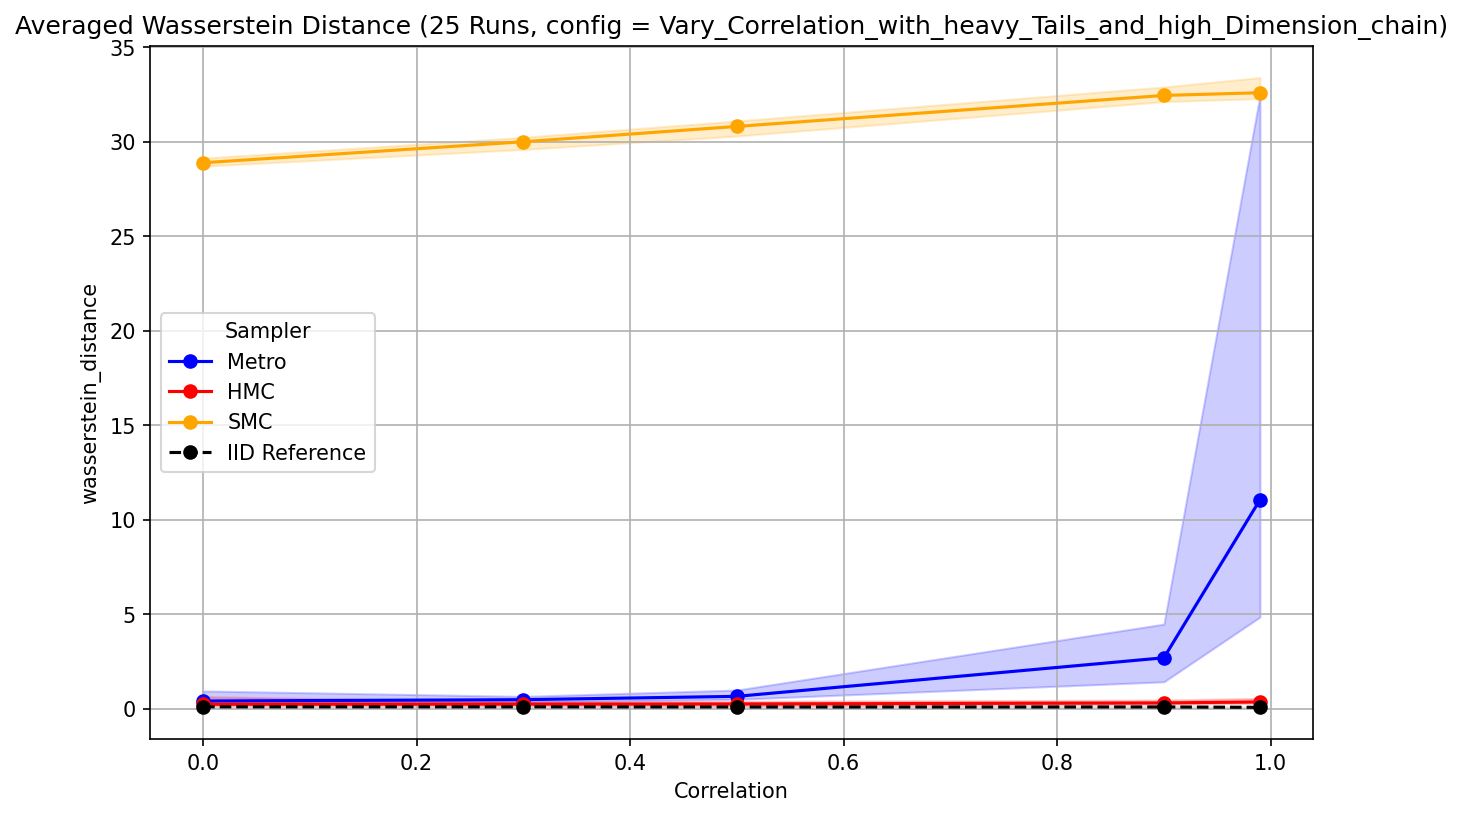 Averaged Wasserstein Distance (25 Runs, config = Vary_Correlation_with_heavy_Tails_and_high_Dimension_chain)
35
30
25
20
15
10
5
0
wasserstein_distance
Sampler
Metro
HMC
SMC
IID Reference
0.0 0.2 0.4 0.6 0.8 1.0
Correlation